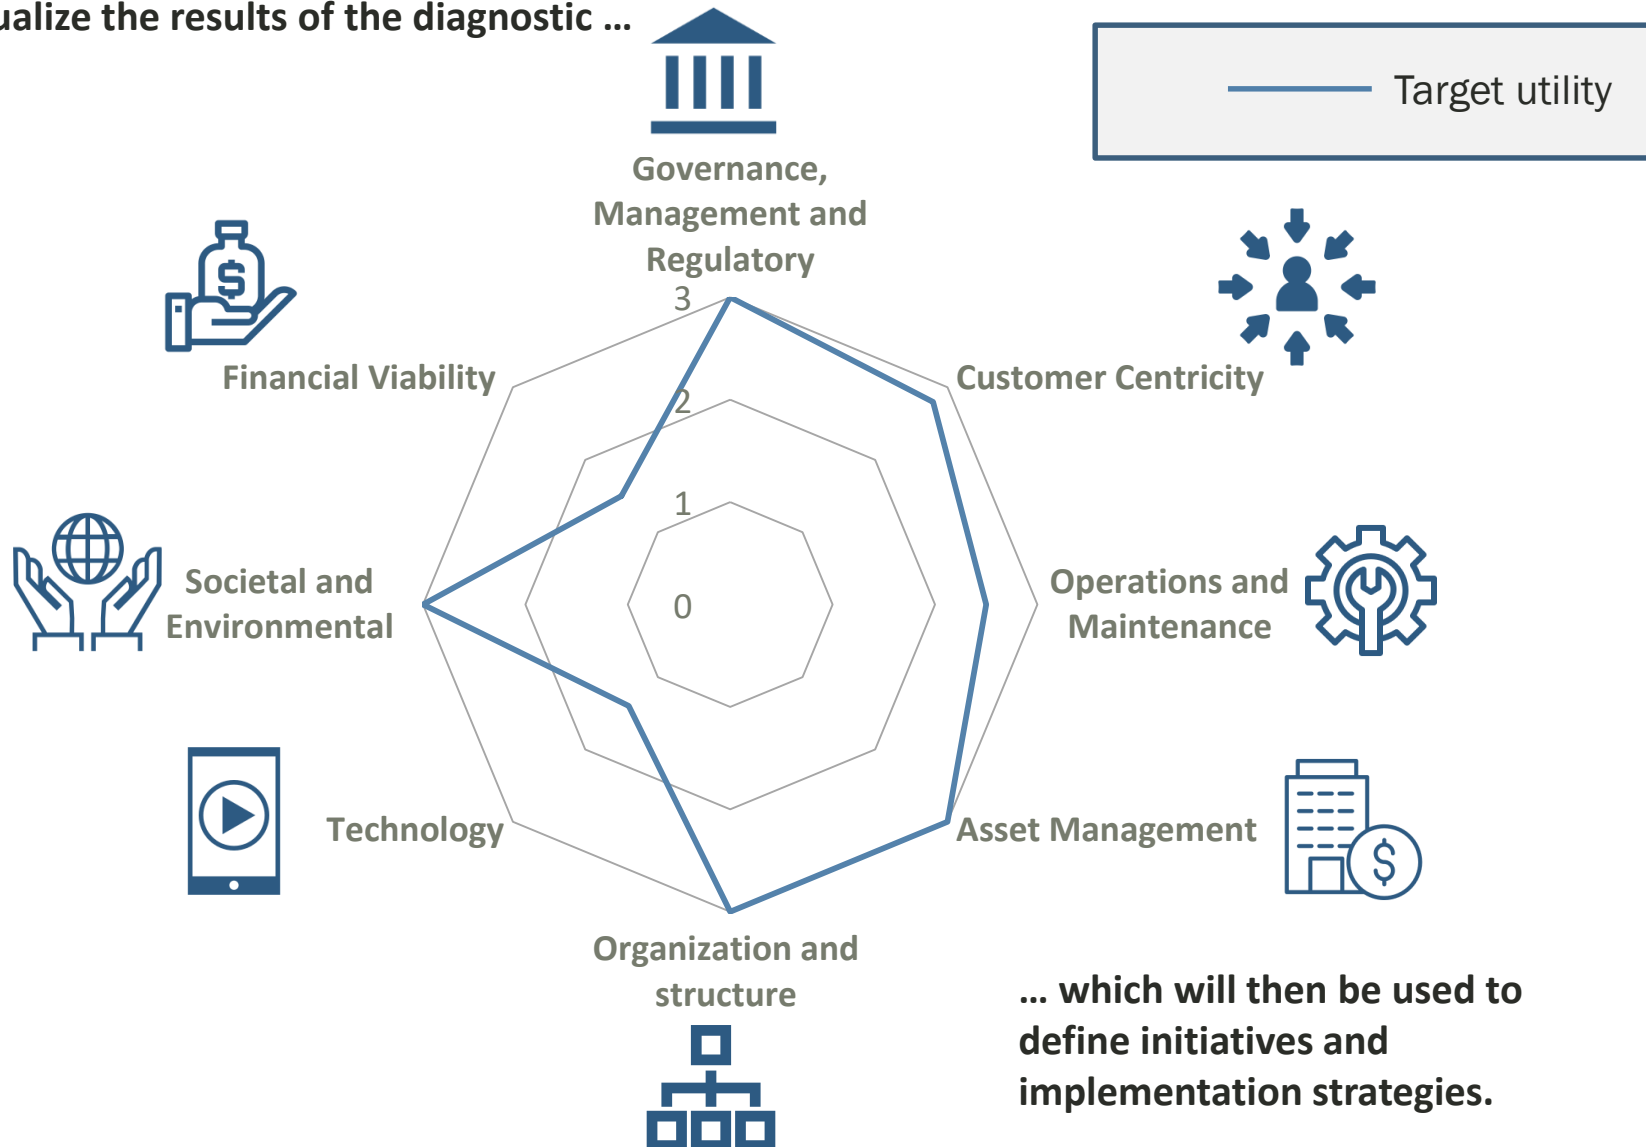 the results of the diagnostic ...
Target utility
Governance,
Management and
Regulatory
Financial Viability
Customer Centricity
3
2
1
0
Societal and
Environmental
Operations and
Maintenance
Technology
Asset Management
Organization and
structure
... which will then be used to
define initiatives and
implementation strategies.
$
$